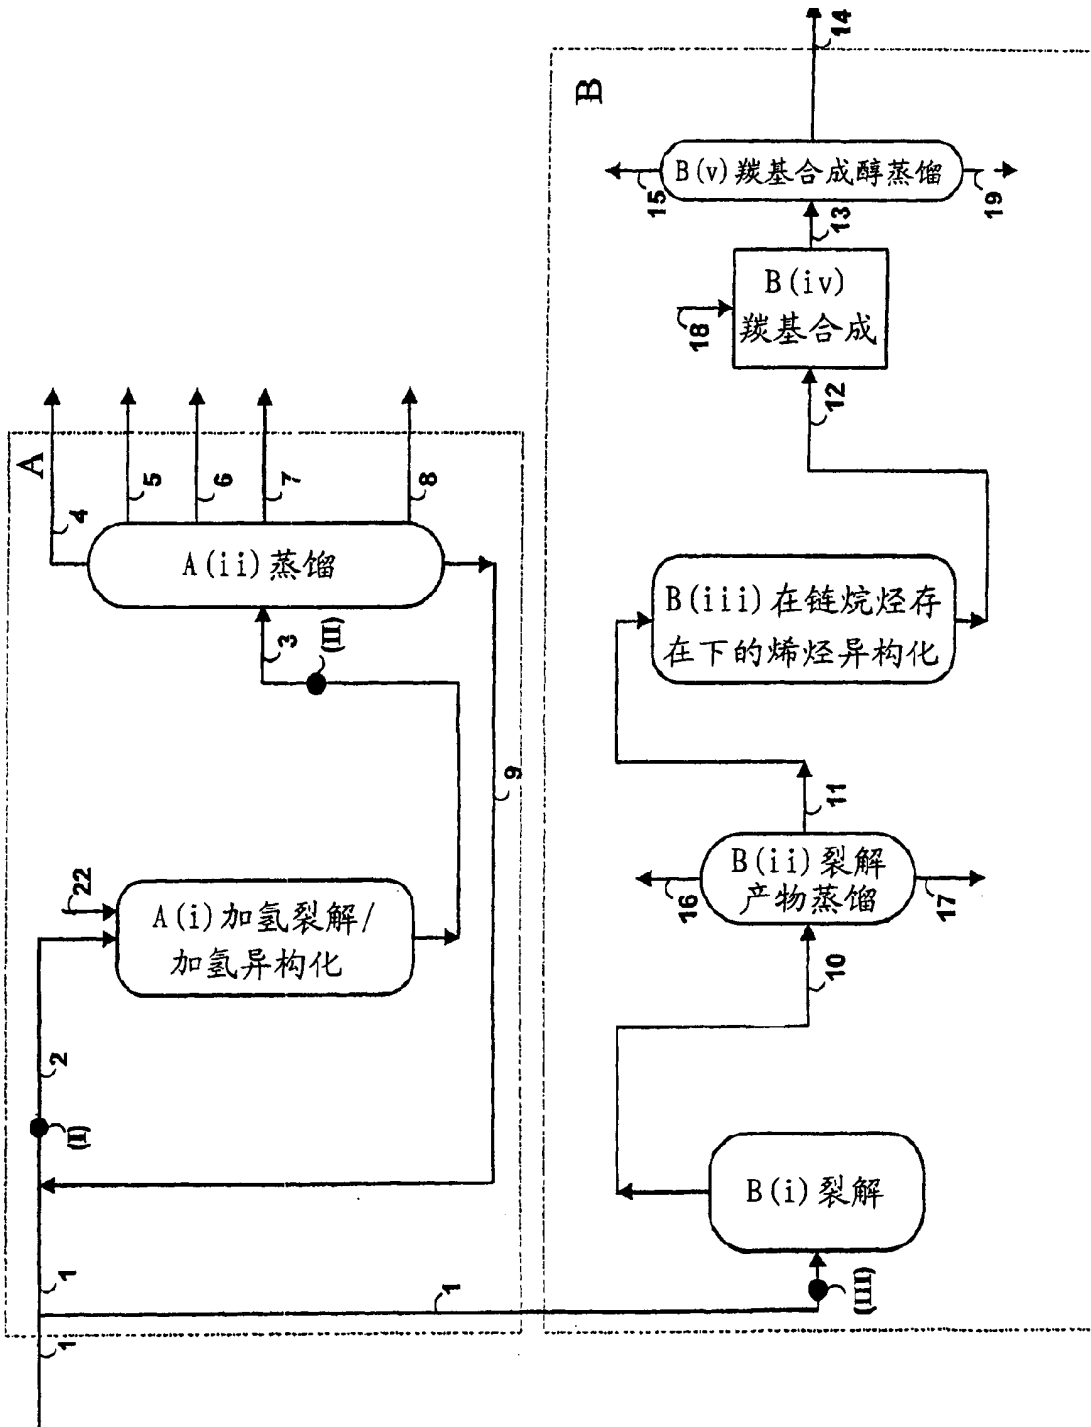 14
B
B(v)羰基合成醇蒸馏
15
19
13
B(iv)
羰基合成
18
12
A
4
5
6
7
8
A(ii)蒸馏
3
(II)
B(iii)在链烷烃存
在下的烯烃异构化
9
11
22
A(i)加氢裂解/
加氢异构化
B(ii)裂解
产物蒸馏
16
17
10
2
(I)
B(i)裂解
1
1
(III)
1